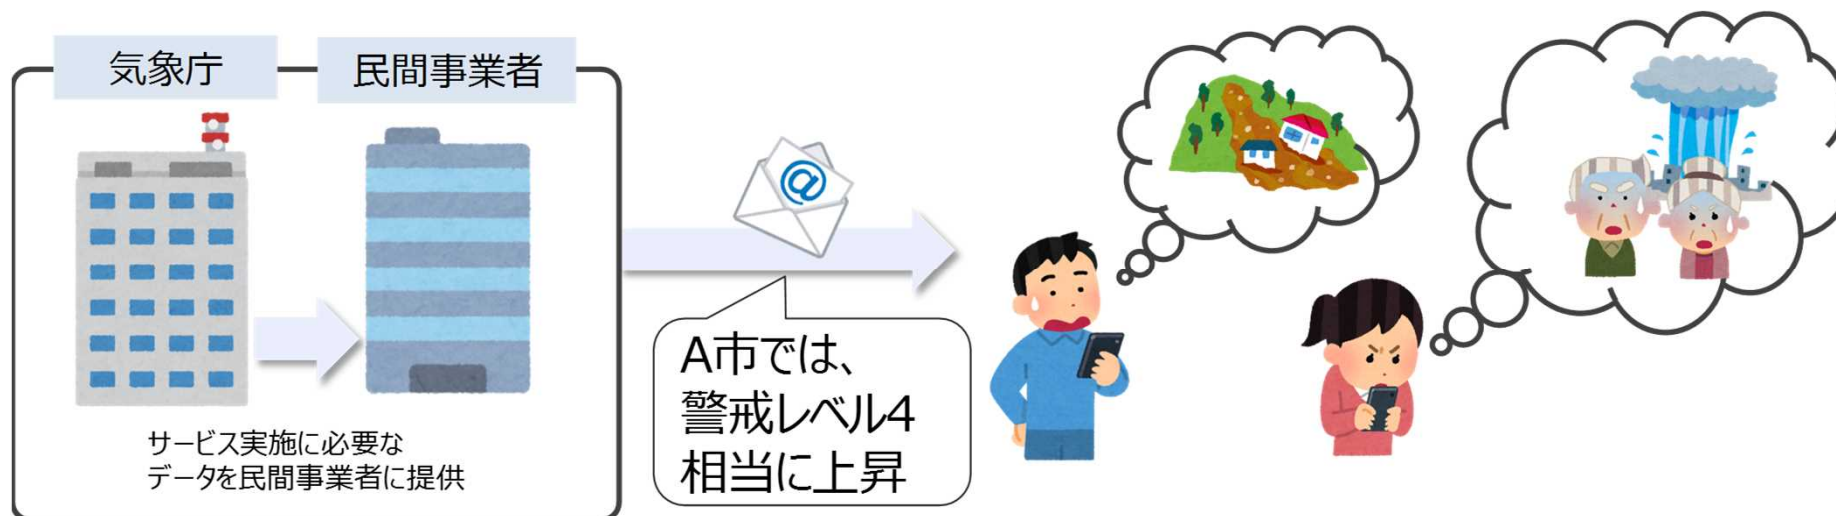 気象庁
民間事業者
@
A市では、
警戒レベル4
相当に上昇
サービス実施に必要な
データを民間事業者に提供